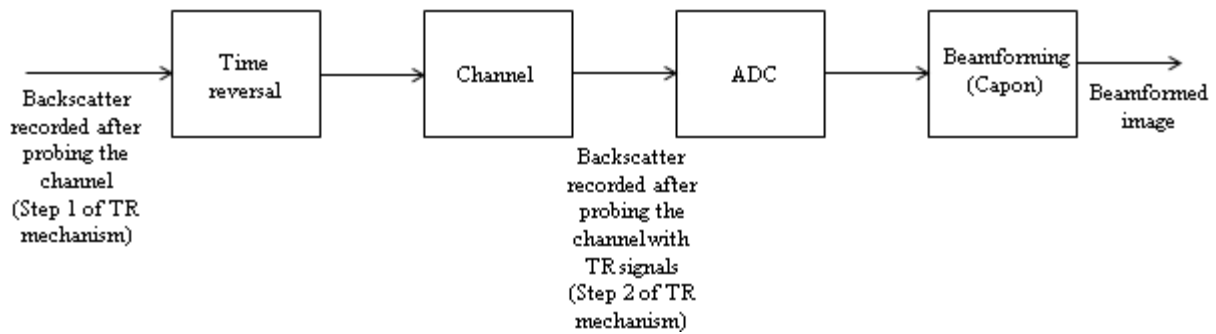 Time
reversal
Channel
ADC
Beamforming
(Capon)
Backscatter
recorded after
probing the
channel
(Step 1 of TR
mechanism)
Backscatter
recorded after
probing the
channel with
TR signals
(Step 2 of TR
mechanism)
Beamformed
image